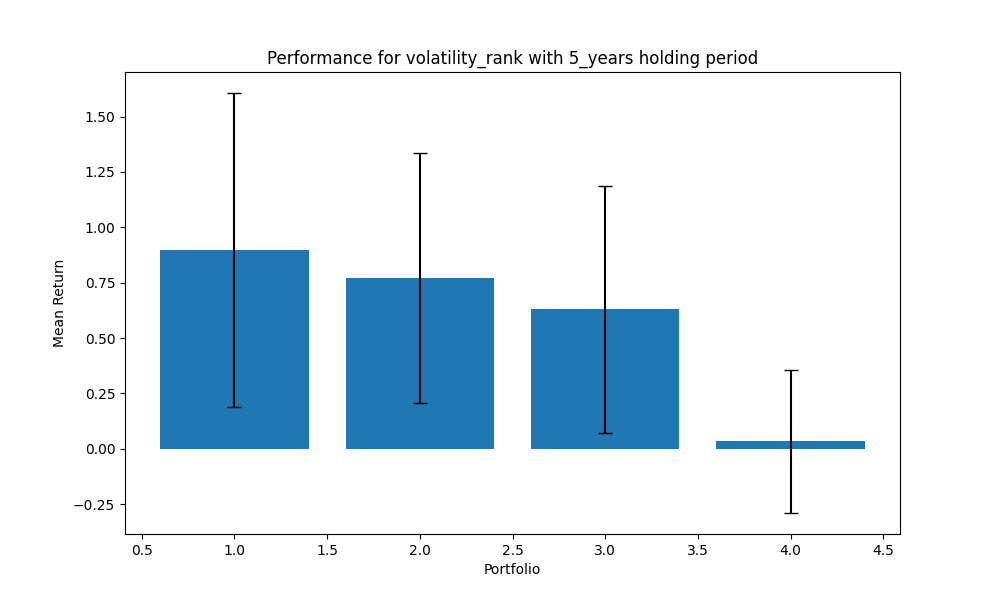 Performance for volatility_rank with 5_years holding period
1.50
1.25
1.00
0.75
0.50
0.25
0.00
−0.25
Mean Return
0.5 1.0 1.5 2.0 2.5 3.0 3.5 4.0 4.5
Portfolio